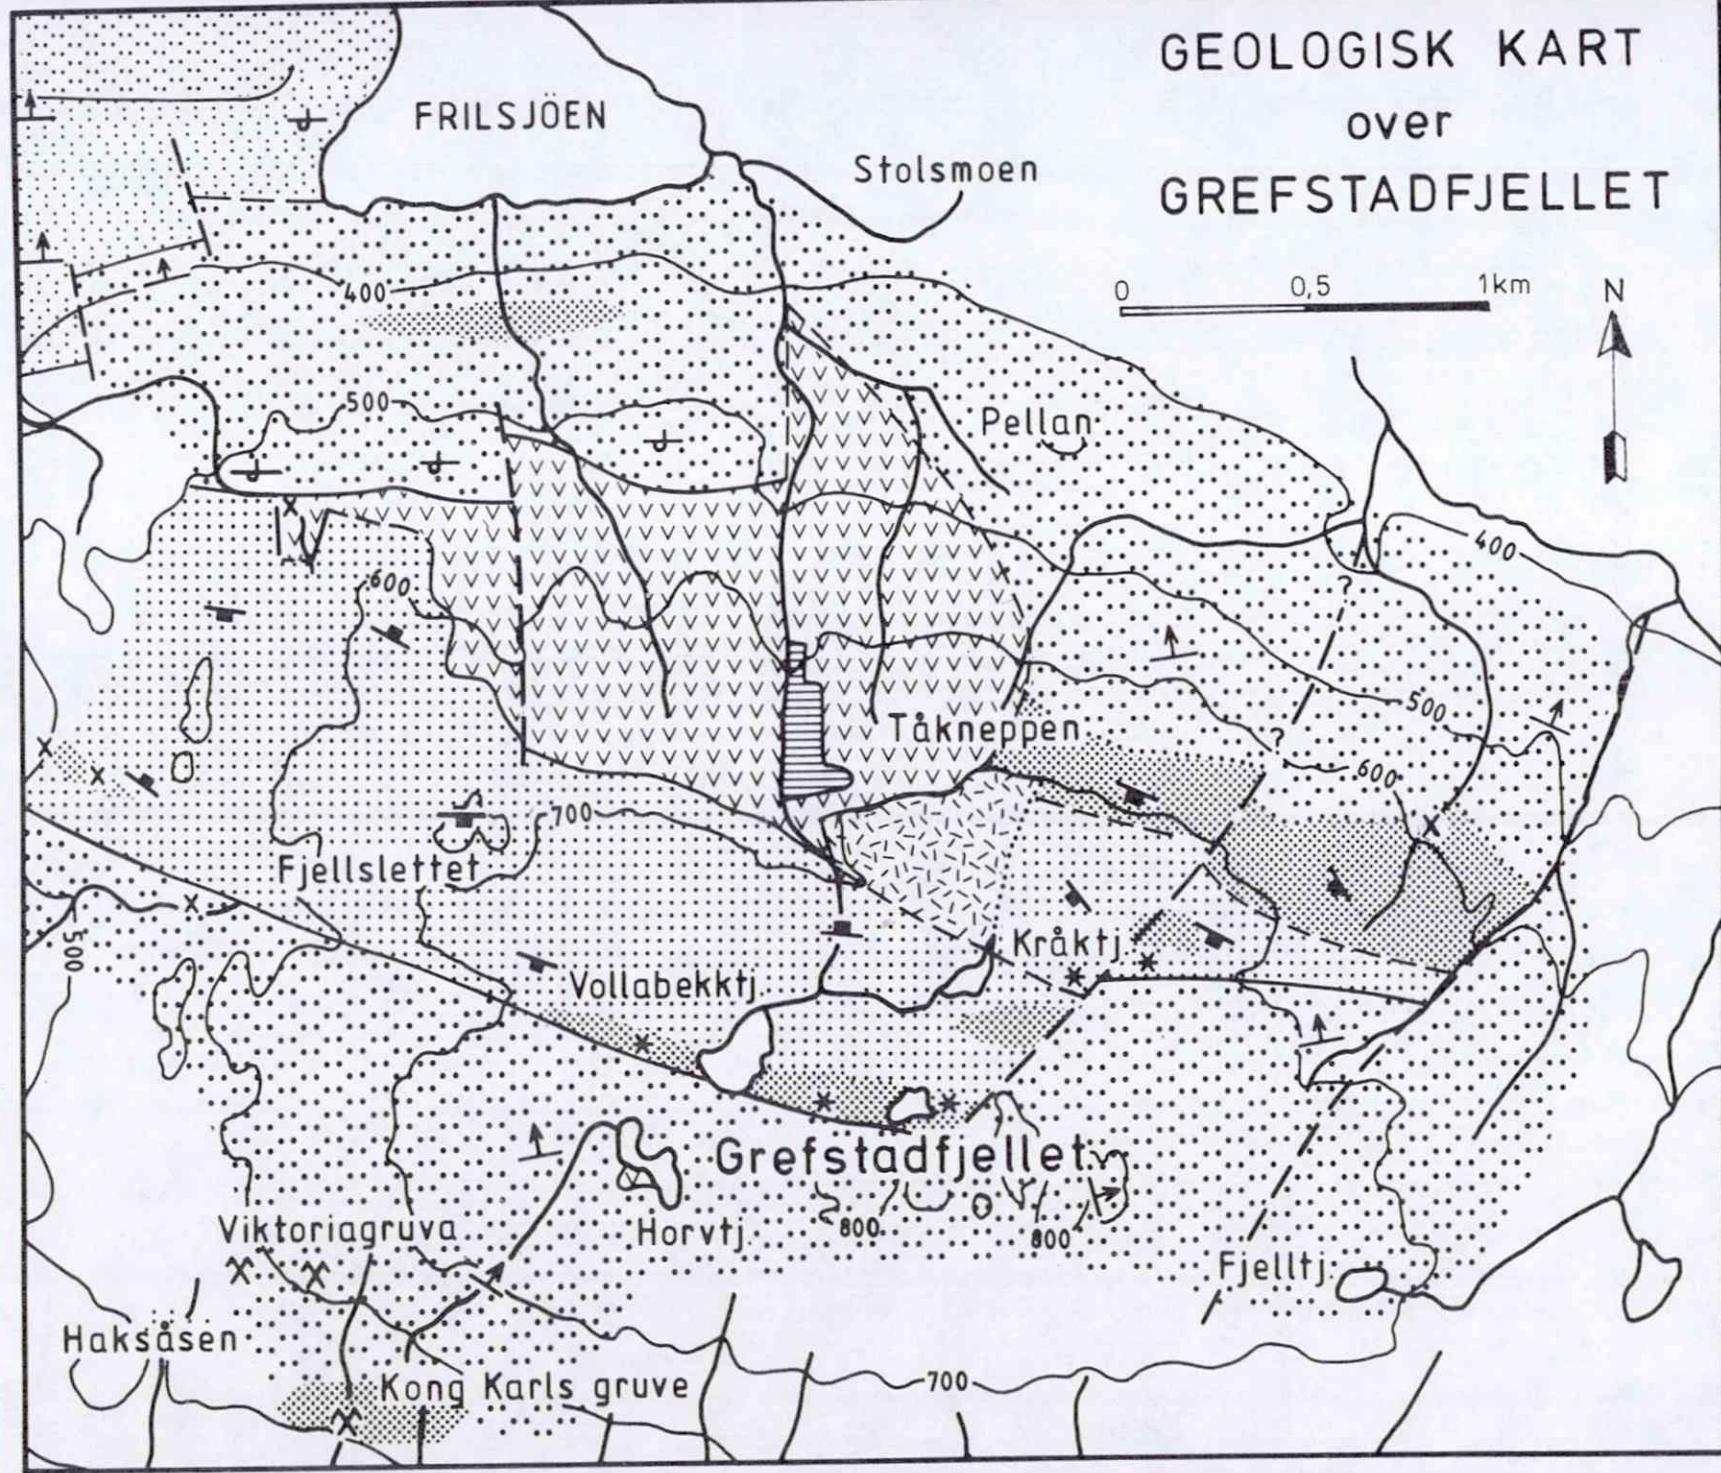 GEOLOGISK KART
over
GREFSTADFJELLET
FRILSJÖEN
Stolsmoen
0 0,5 1km
N
400
500
Pellan
400
600
?
500
Tåkneppen
?
600
700
Fjellslettet
500
Kråktj.
Vollabekktj.
Grefstadfjellet
Viktoriagruva
Horvtj.
800
800
Fjelltj.
Haksåsen
Kong Karls gruve
700